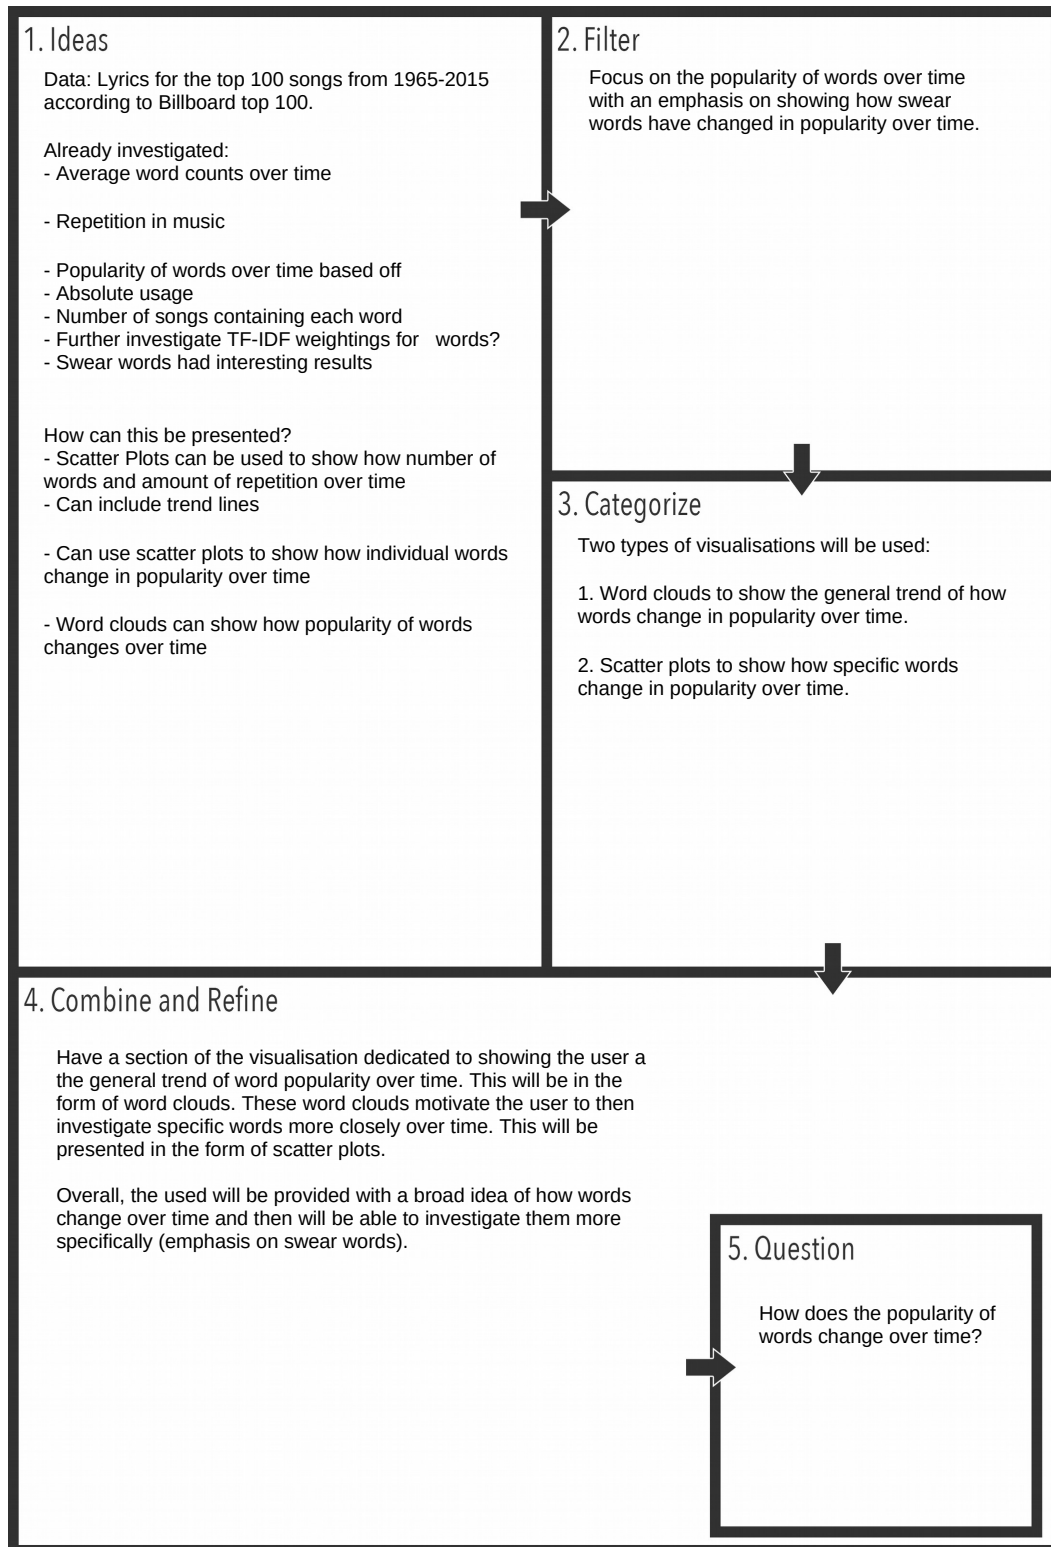 1. Ideas
Data: Lyrics for the top 100 songs from 1965-2015
according to Billboard top 100.
Already investigated:
- Average word counts over time
- Repetition in music
- Popularity of words over time based off
- Absolute usage
- Number of songs containing each word
- Further investigate TF-IDF weightings for words?
- Swear words had interesting results
How can this be presented?
- Scatter Plots can be used to show how number of
words and amount of repetition over time
- Can include trend lines
- Can use scatter plots to show how individual words
change in popularity over time
- Word clouds can show how popularity of words
changes over time
2. Filter
Focus on the popularity of words over time
with an emphasis on showing how swear
words have changed in popularity over time.
3. Categorize
Two types of visualisations will be used:
1. Word clouds to show the general trend of how
words change in popularity over time.
2. Scatter plots to show how specific words
change in popularity over time.
4. Combine and Refine
Have a section of the visualisation dedicated to showing the user a
the general trend of word popularity over time. This will be in the
form of word clouds. These word clouds motivate the user to then
investigate specific words more closely over time. This will be
presented in the form of scatter plots.
Overall, the used will be provided with a broad idea of how words
change over time and then will be able to investigate them more
specifically (emphasis on swear words).
5. Question
How does the popularity of
words change over time?